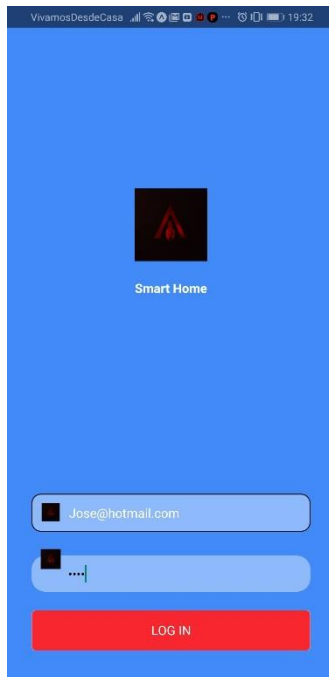 VivamosDesdeCasa 19:32
Smart Home
Jose@hotmail.com
••••
LOG IN